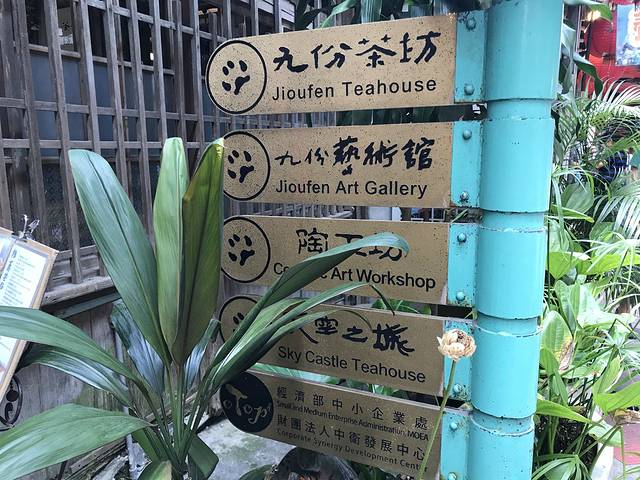 九份茶坊
Jioufen Teahouse
九份藝術館
Jioufen Art Gallery
陶工坊
Art Workshop
空之城
Sky Castle Teahouse
OTOP
經濟部中小企業處
Small and Medium Enterprise Administration, MOEA
財團法人中衛發展中心
Corporate Synergy Development Cent